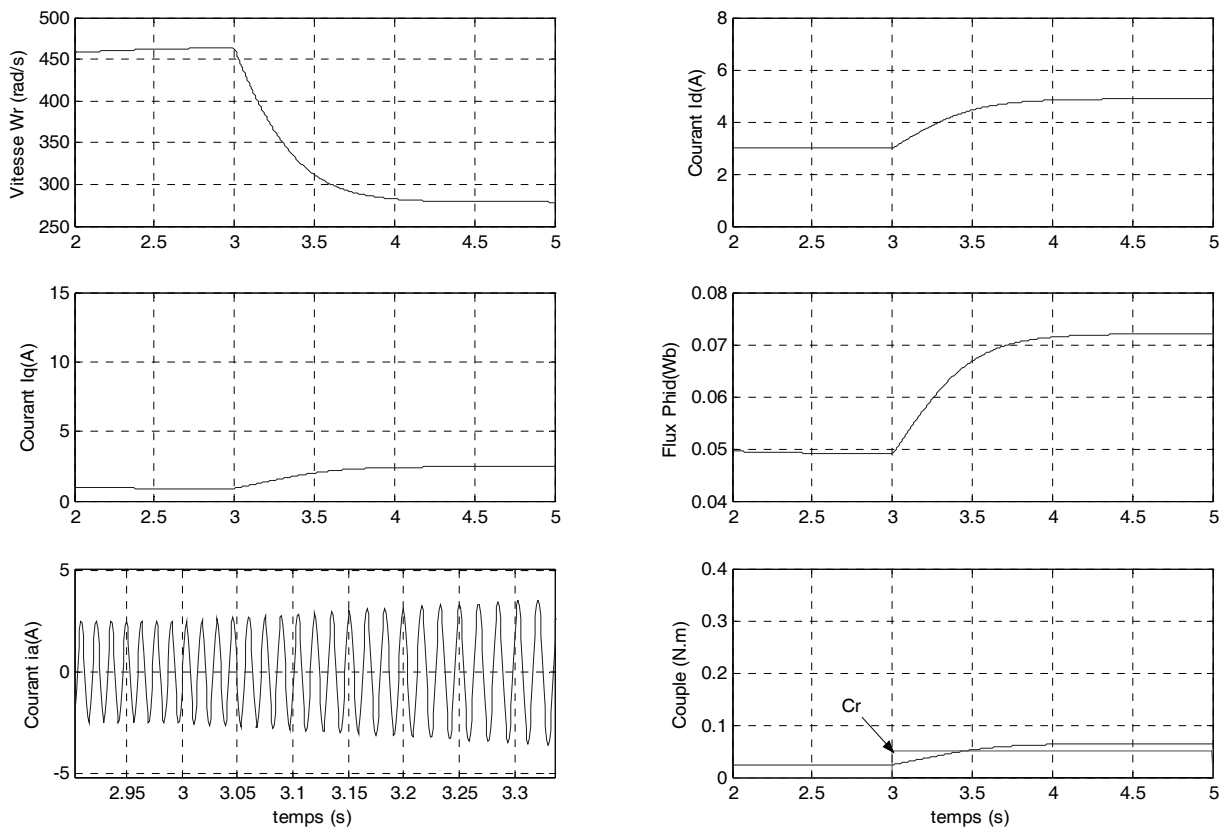 Vitesse Wr (rad/s)
500
450
400
350
300
250
2 2.5 3 3.5 4 4.5 5
Courant Id(A)
8
6
4
2
0
2 2.5 3 3.5 4 4.5 5
Courant Iq(A)
15
10
5
0
2 2.5 3 3.5 4 4.5 5
Flux Phid(Wb)
0.08
0.07
0.06
0.05
0.04
2 2.5 3 3.5 4 4.5 5
Courant ia(A)
5
0
-5
2.95 3 3.05 3.1 3.15 3.2 3.25 3.3
temps (s)
Couple (N.m)
0.4
0.3
0.2
0.1
0
Cr
2 2.5 3 3.5 4 4.5 5
temps (s)